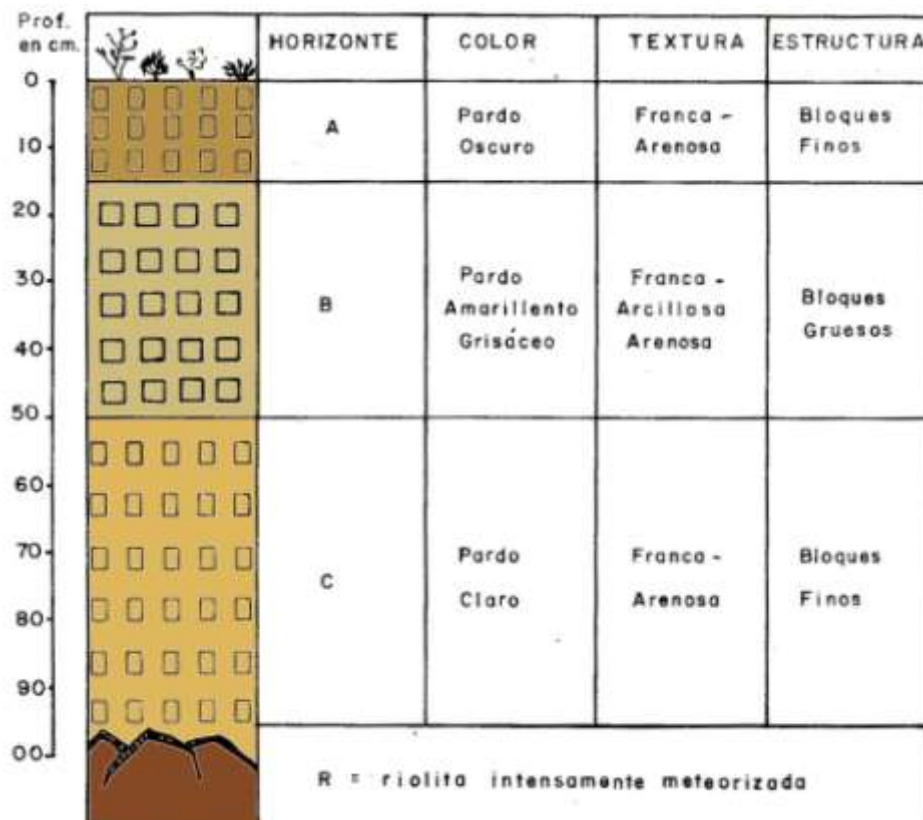 Prof.
en cm.
HORIZONTE COLOR TEXTURA ESTRUCTURA
0
10
A
Pardo
Oscuro
Franca -
Arenosa
Bloques
Finos
20
30
40
50
B
Pardo
Amarillento
Grisáceo
Franca -
Arcillosa
Arenosa
Bloques
Gruesos
60
70
80
90
00
C
Pardo
Claro
Franca -
Arenosa
Bloques
Finos
R = riolita intensamente meteorizada